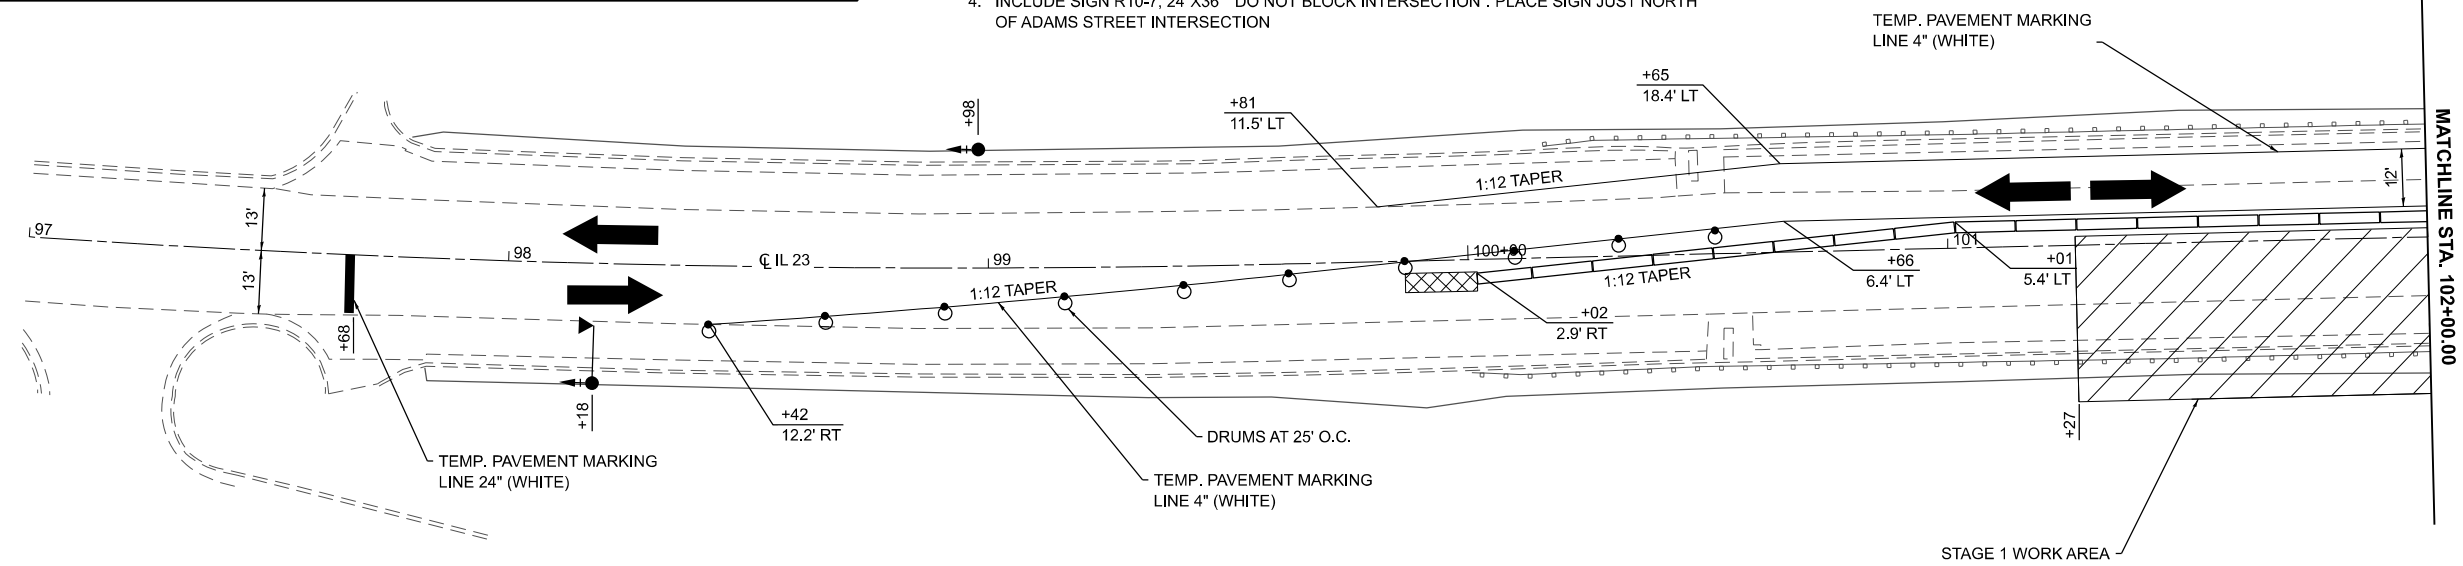 4. INCLUDE SIGN R10-7, 24"X36" "DO NOT BLOCK INTERSECTION". PLACE SIGN JUST NORTH
OF ADAMS STREET INTERSECTION
TEMP. PAVEMENT MARKING
LINE 4" (WHITE)
+65
18.4' LT
+81
11.5' LT
+98
MATCHLINE STA. 102+00.00
1:12 TAPER
12'
13'
97
98
℄ IL 23
99
100+00
101
13'
1:12 TAPER
1:12 TAPER
+66
6.4' LT
+01
5.4' LT
+02
2.9' RT
+68
+18
+42
12.2' RT
+27
DRUMS AT 25' O.C.
TEMP. PAVEMENT MARKING
LINE 24" (WHITE)
TEMP. PAVEMENT MARKING
LINE 4" (WHITE)
STAGE 1 WORK AREA